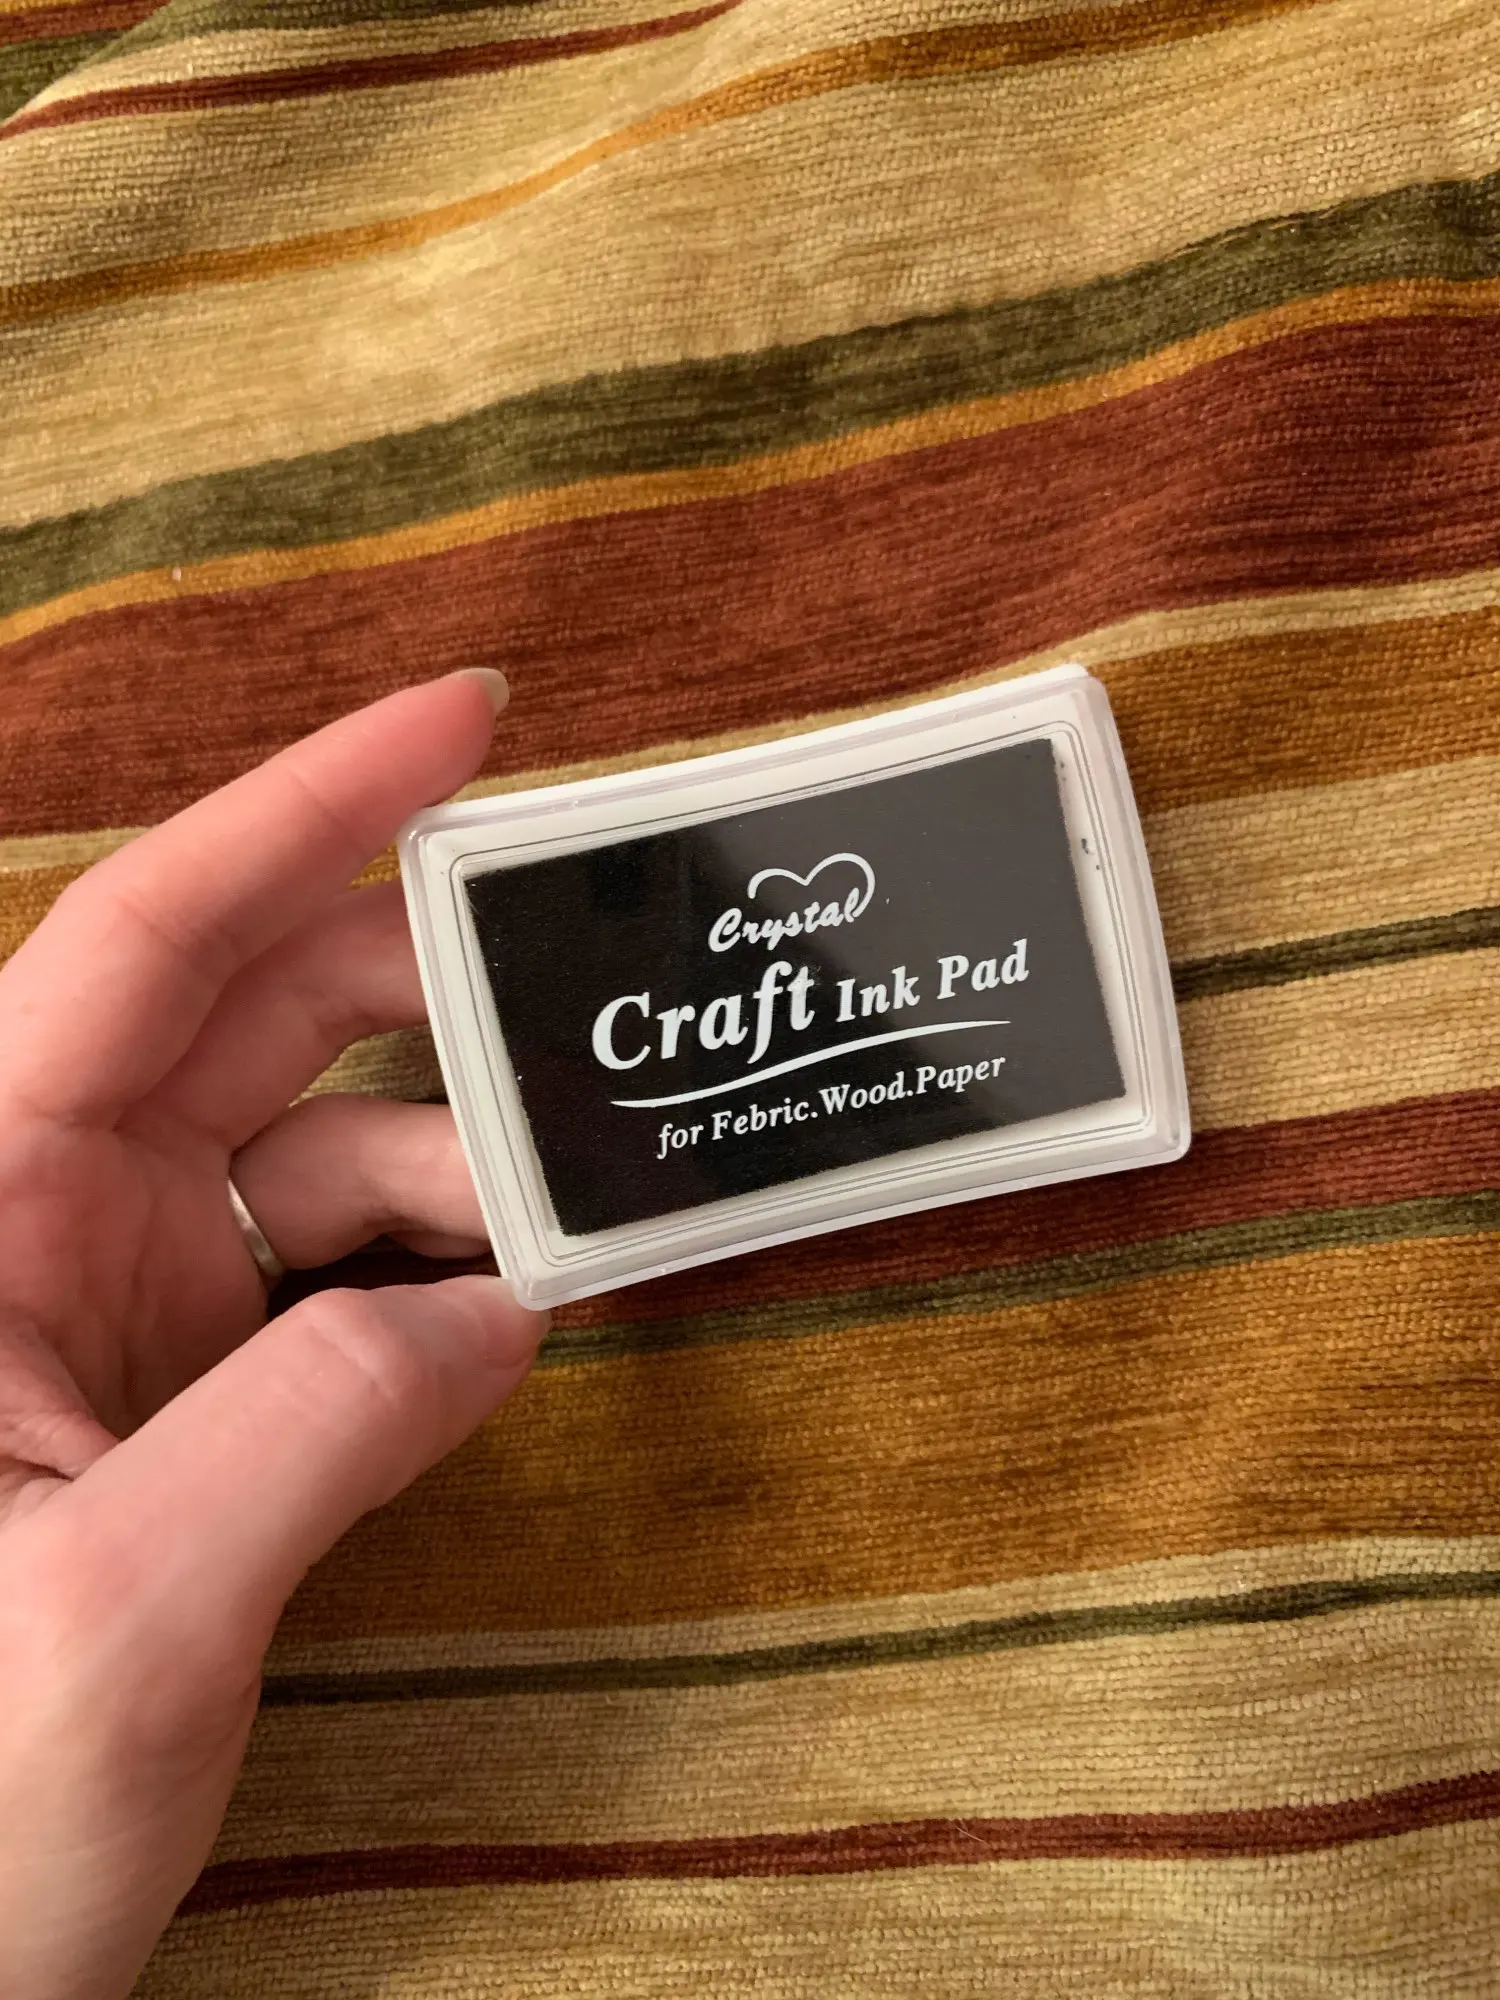 Crystal
Craft Ink Pad
for Febric.Wood.Paper